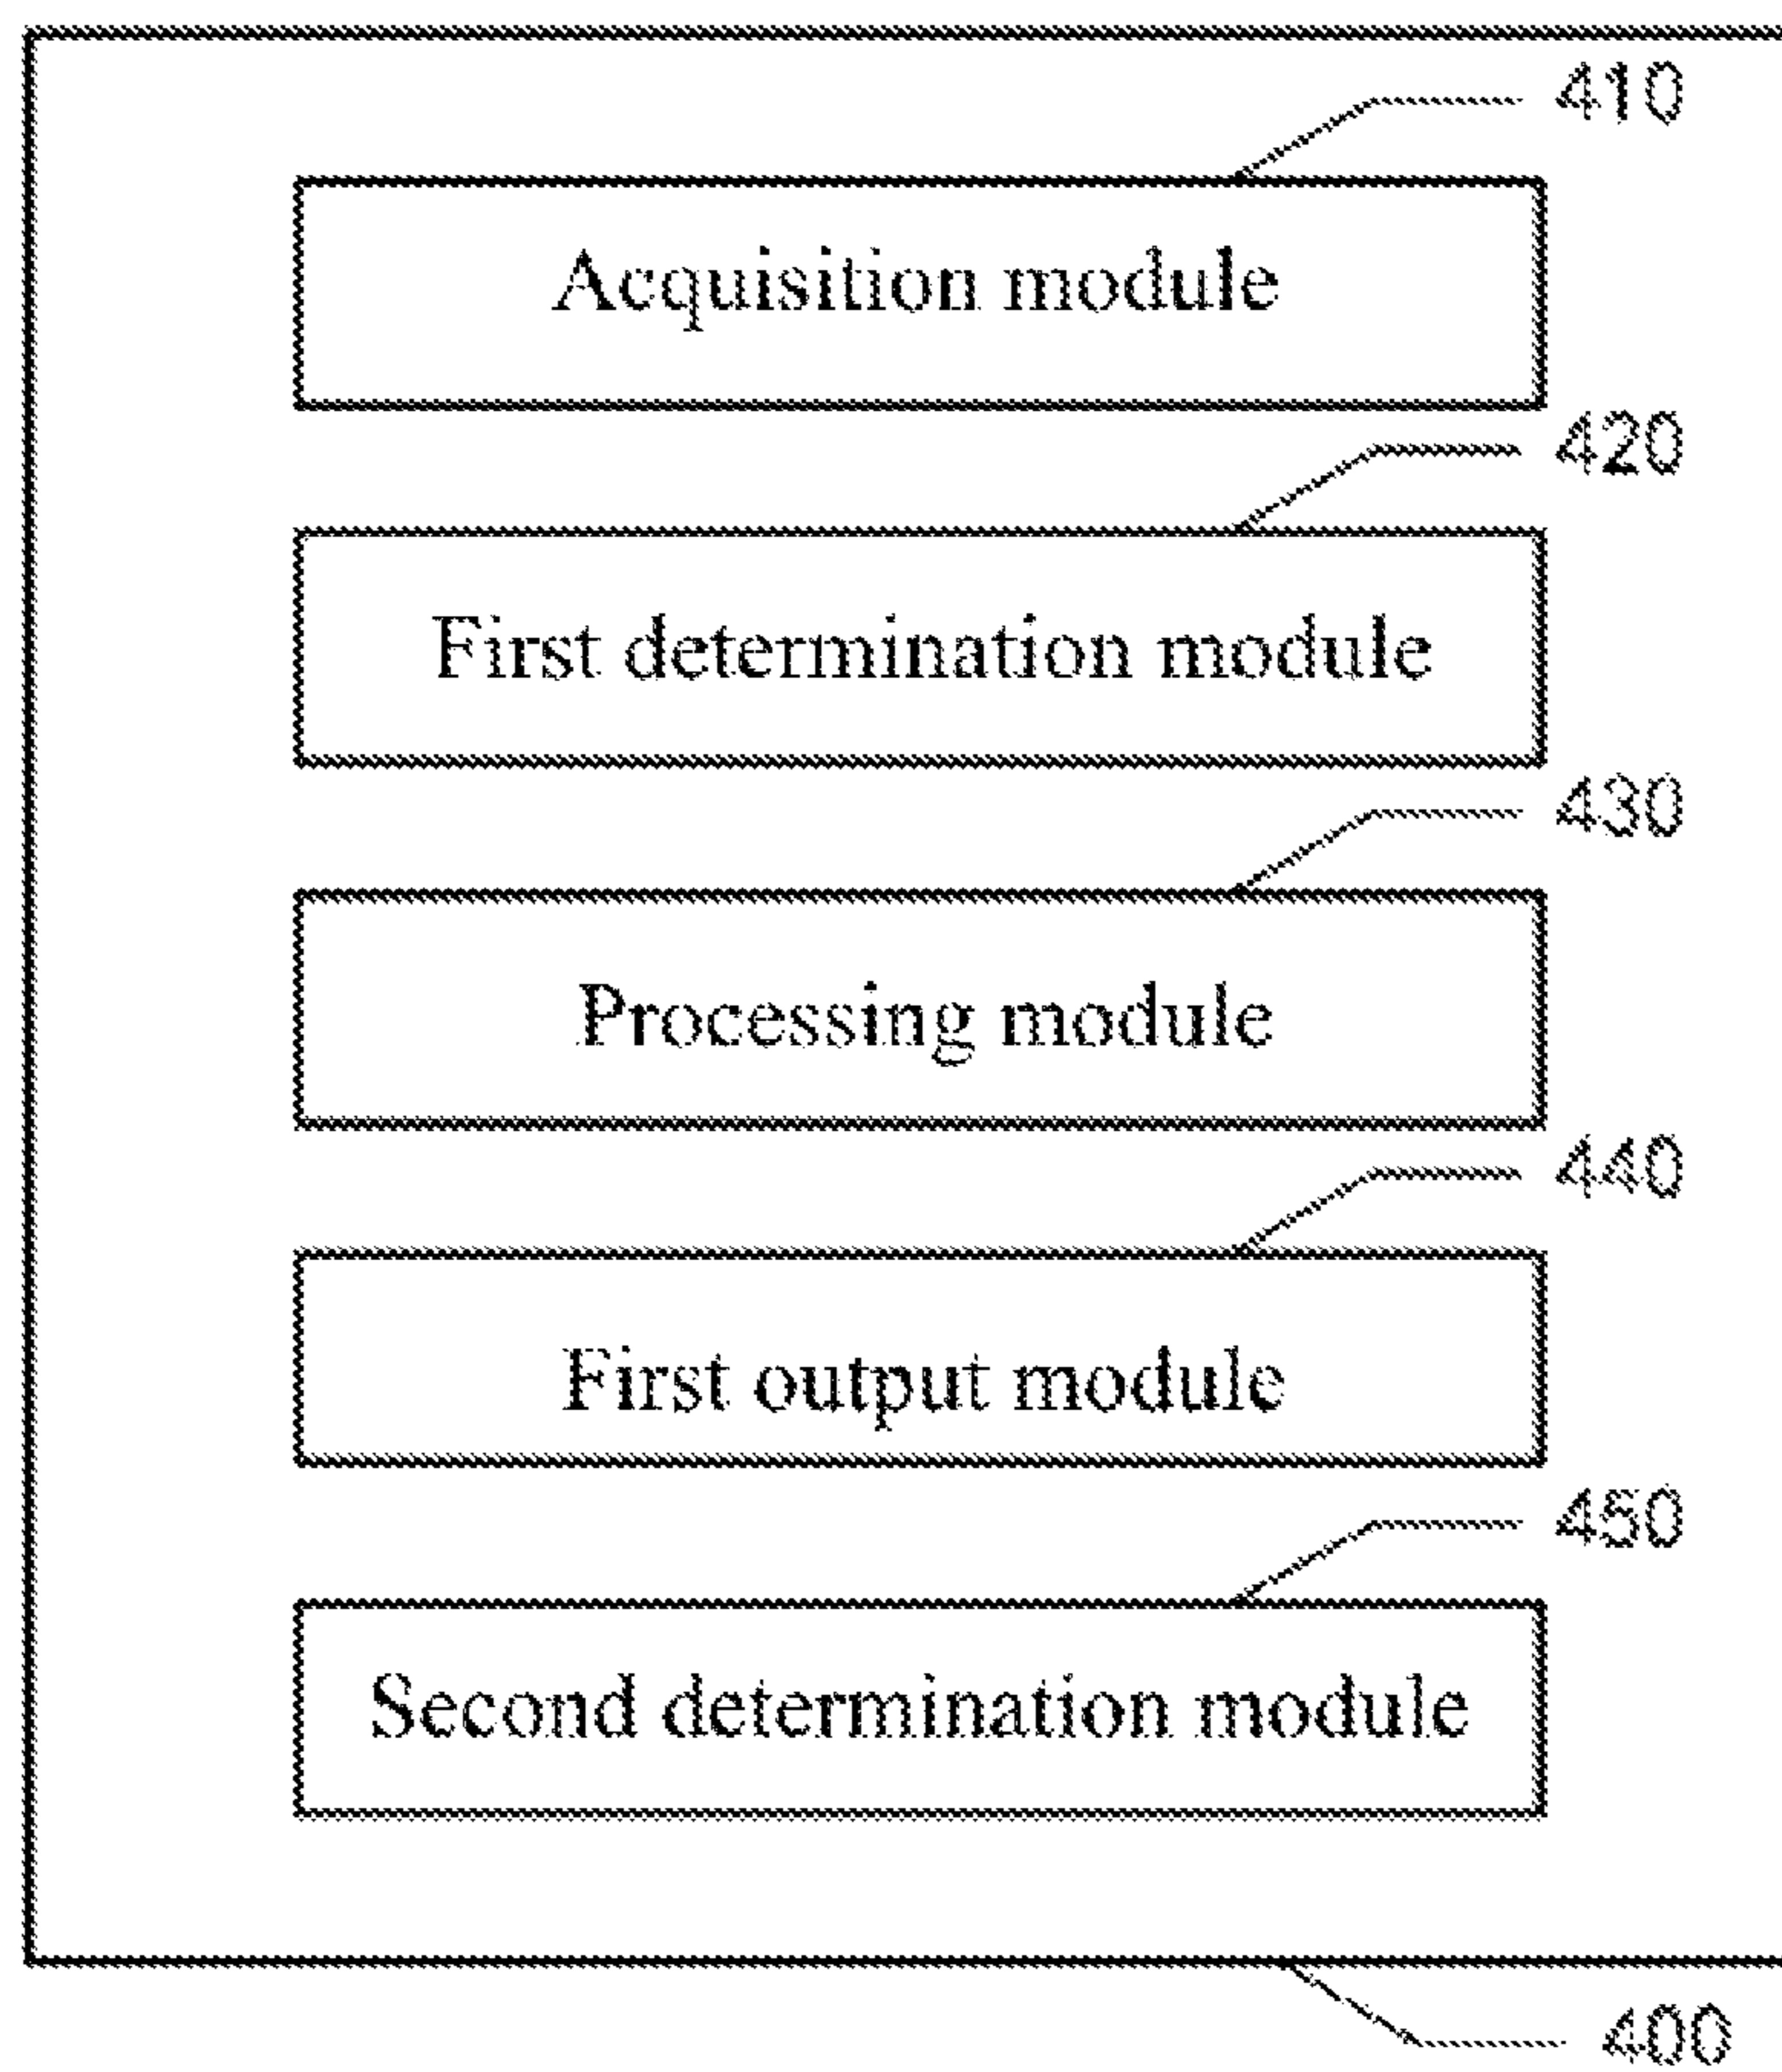 410
Acquisition module
420
First determination module
430
Processing module
440
First output module
450
Second determination module
400